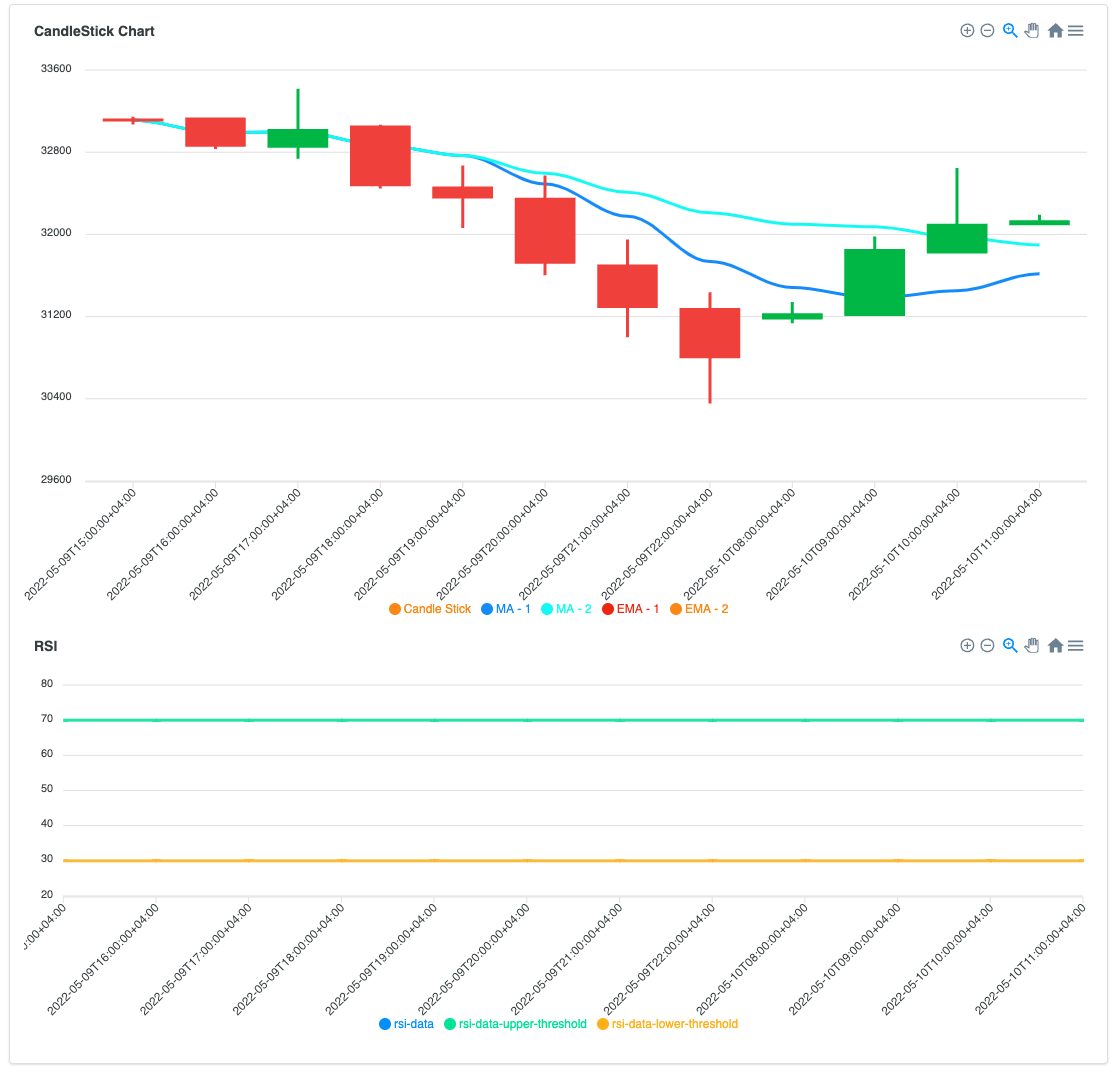 CandleStick Chart
33600
32800
32000
31200
30400
29600
2022-05-09T15:00:00+04:00
2022-05-09T16:00:00+04:00
2022-05-09T17:00:00+04:00
2022-05-09T18:00:00+04:00
2022-05-09T19:00:00+04:00
2022-05-09T20:00:00+04:00
2022-05-09T21:00:00+04:00
2022-05-09T22:00:00+04:00
2022-05-10T08:00:00+04:00
2022-05-10T09:00:00+04:00
2022-05-10T10:00:00+04:00
2022-05-10T11:00:00+04:00
Candle Stick MA - 1 MA - 2 EMA - 1 EMA - 2
RSI
80
70
60
50
40
30
20
:00+04:00
2022-05-09T16:00:00+04:00
2022-05-09T17:00:00+04:00
2022-05-09T18:00:00+04:00
2022-05-09T19:00:00+04:00
2022-05-09T20:00:00+04:00
2022-05-09T21:00:00+04:00
2022-05-09T22:00:00+04:00
2022-05-10T08:00:00+04:00
2022-05-10T09:00:00+04:00
2022-05-10T10:00:00+04:00
2022-05-10T11:00:00+04:00
rsi-data rsi-data-upper-threshold rsi-data-lower-threshold